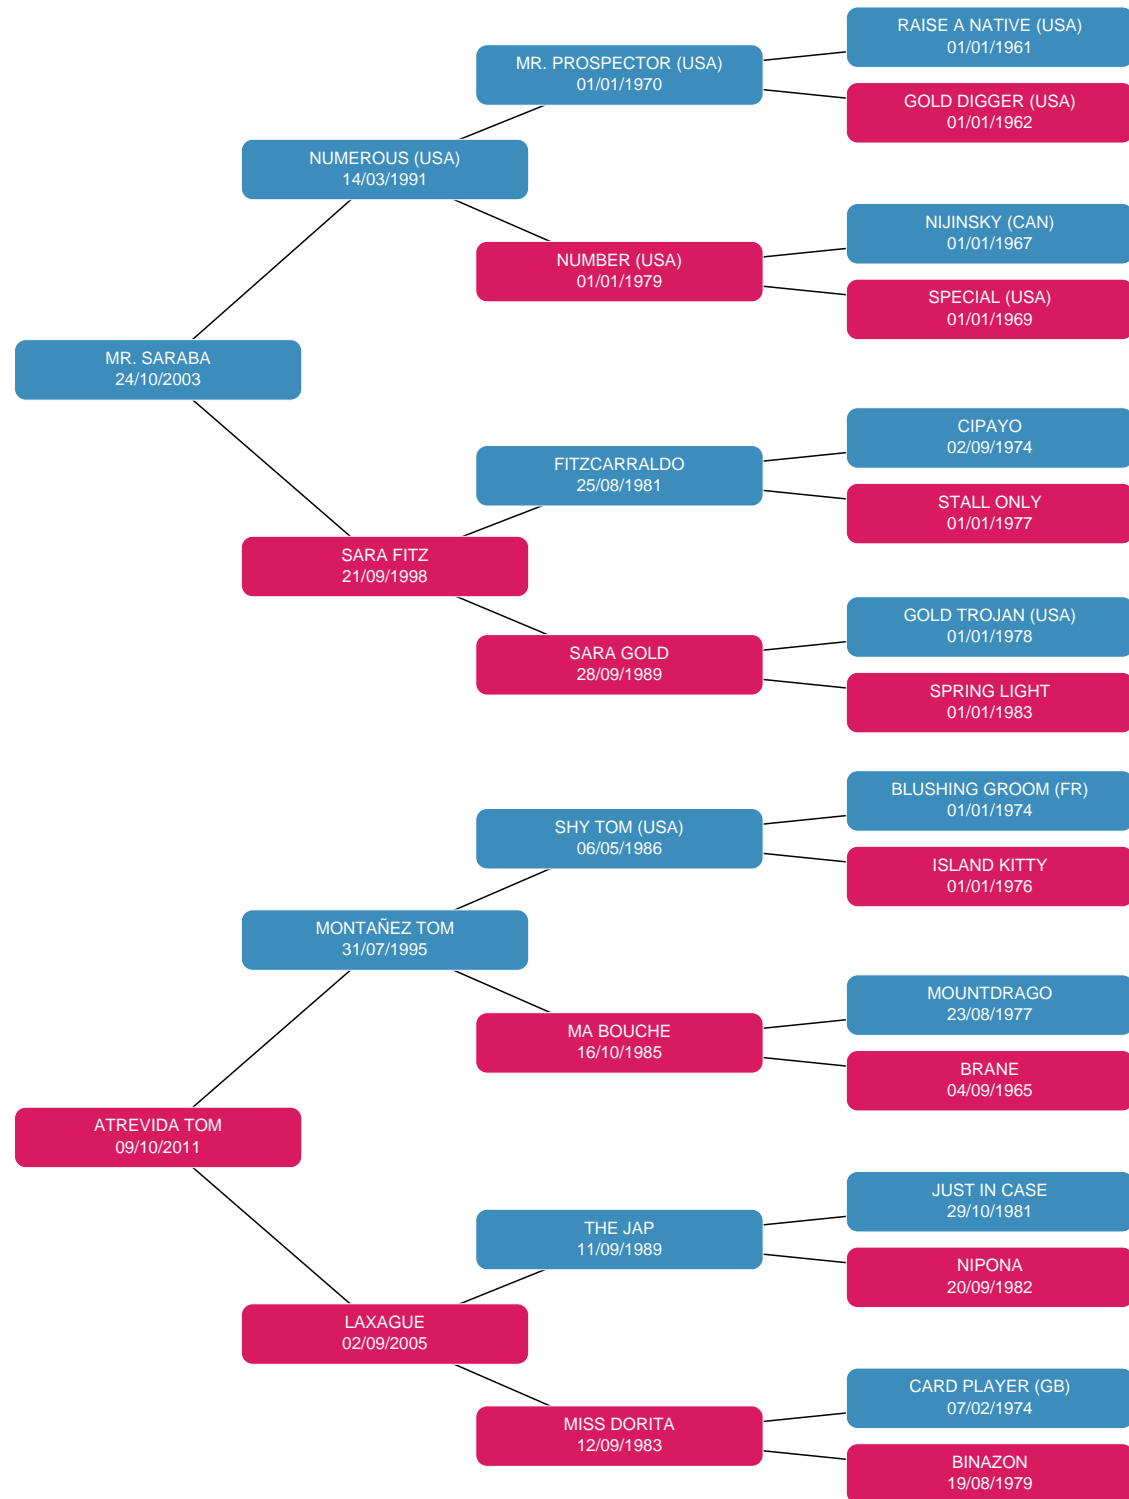 RAISE A NATIVE (USA)
01/01/1961
MR. PROSPECTOR (USA)
01/01/1970
GOLD DIGGER (USA)
01/01/1962
NUMEROUS (USA)
14/03/1991
NIJINSKY (CAN)
01/01/1967
NUMBER (USA)
01/01/1979
SPECIAL (USA)
01/01/1969
MR. SARABA
24/10/2003
CIPAYO
02/09/1974
FITZCARRALDO
25/08/1981
STALL ONLY
01/01/1977
SARA FITZ
21/09/1998
GOLD TROJAN (USA)
01/01/1978
SARA GOLD
28/09/1989
SPRING LIGHT
01/01/1983
BLUSHING GROOM (FR)
01/01/1974
SHY TOM (USA)
06/05/1986
ISLAND KITTY
01/01/1976
MONTAÑEZ TOM
31/07/1995
MOUNTDRAGO
23/08/1977
MA BOUCHE
16/10/1985
BRANE
04/09/1965
ATREVIDA TOM
09/10/2011
JUST IN CASE
29/10/1981
THE JAP
11/09/1989
NIPONA
20/09/1982
LAXAGUE
02/09/2005
CARD PLAYER (GB)
07/02/1974
MISS DORITA
12/09/1983
BINAZON
19/08/1979